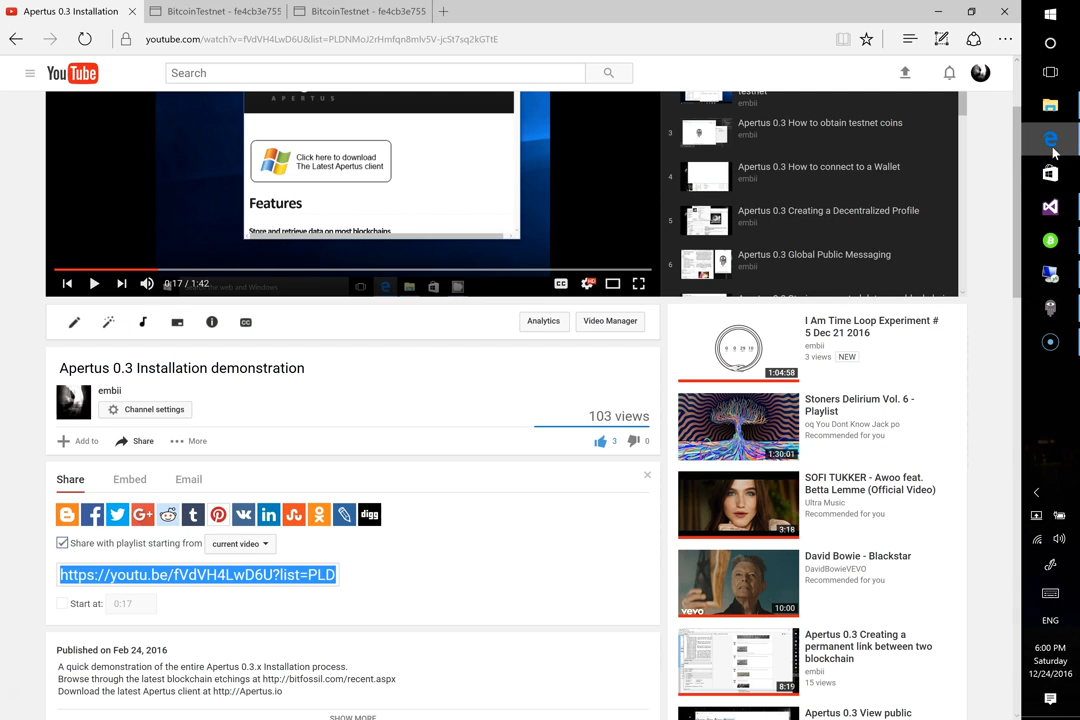 Apertus 0.3 Installation
BitcoinTestnet - fe4cb3e755
BitcoinTestnet - fe4cb3e755
youtube.com/watch?v=fVdVH4LwD6U&list=PLDNMoJ2rHmfqn8mlv5V-jcSt7sq2kGTtE
YouTube
Search
APERTUS
Click here to download
The Latest Apertus client
Features
Store and retrieve data on most blockchains
0:17 / 1:42
HD
testnet
embii
3
Apertus 0.3 How to obtain testnet coins
embii
4
Apertus 0.3 How to connect to a Wallet
embii
5
Apertus 0.3 Creating a Decentralized Profile
embii
6
Apertus 0.3 Global Public Messaging
embii
Analytics
Video Manager
Apertus 0.3 Installation demonstration
embii
Channel settings
103 views
Add to
Share
More
3
0
Share
Embed
Email
digg
Share with playlist starting from
current video
https://youtu.be/fVdVH4LwD6U?list=PLD
Start at:
0:17
Published on Feb 24, 2016
A quick demonstration of the entire Apertus 0.3.x Installation process.
Browse through the latest blockchain etchings at http://bitfossil.com/recent.aspx
Download the latest Apertus client at http://Apertus.io
SHOW MORE
I Am Time Loop Experiment #
5 Dec 21 2016
embii
3 views NEW
1:04:58
Stoners Delirium Vol. 6 -
Playlist
oq You Dont Know Jack po
Recommended for you
1:30:01
SOFI TUKKER - Awoo feat.
Betta Lemme (Official Video)
Ultra Music
Recommended for you
3:18
David Bowie - Blackstar
DavidBowieVEVO
Recommended for you
vevo
10:00
Apertus 0.3 Creating a
permanent link between two
blockchain
embii
15 views
8:19
Apertus 0.3 View public
ENG
6:00 PM
Saturday
12/24/2016